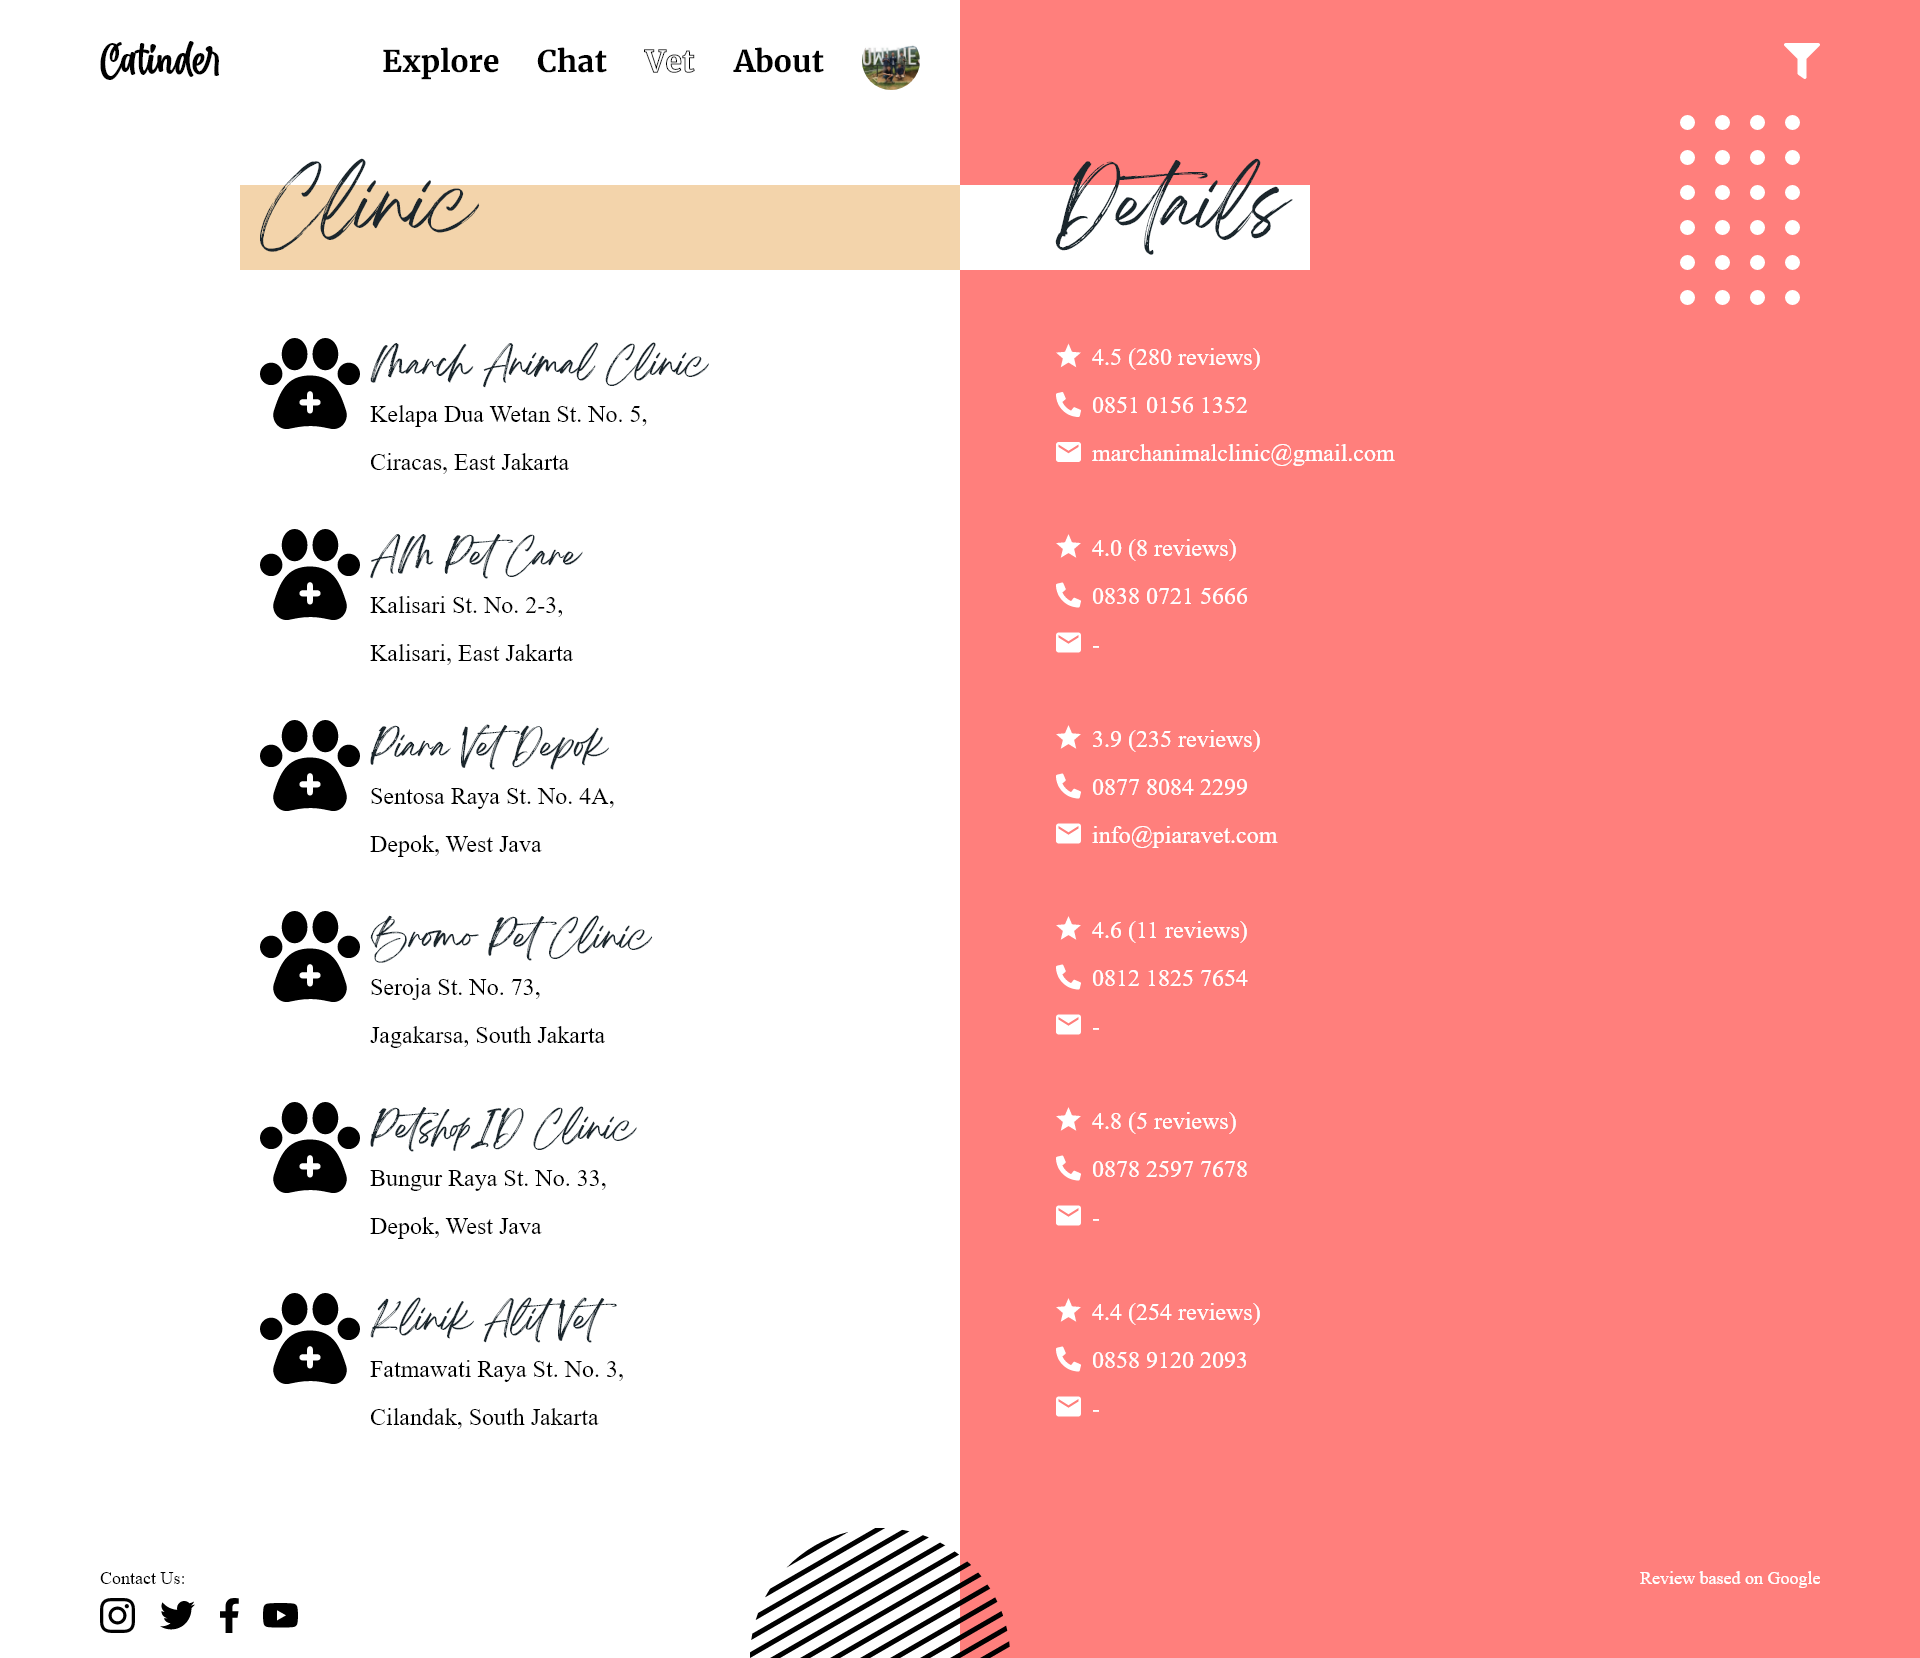 Catinder
Explore Chat Vet About
Clinic
Details
March Animal Clinic
Kelapa Dua Wetan St. No. 5,
Ciracas, East Jakarta
4.5 (280 reviews)
0851 0156 1352
marchanimalclinic@gmail.com
AM Pet Care
Kalisari St. No. 2-3,
Kalisari, East Jakarta
4.0 (8 reviews)
0838 0721 5666
-
Piara Vet Depok
Sentosa Raya St. No. 4A,
Depok, West Java
3.9 (235 reviews)
0877 8084 2299
info@piaravet.com
Bromo Pet Clinic
Seroja St. No. 73,
Jagakarsa, South Jakarta
4.6 (11 reviews)
0812 1825 7654
-
PetshopID Clinic
Bungur Raya St. No. 33,
Depok, West Java
4.8 (5 reviews)
0878 2597 7678
-
Klinik Alit Vet
Fatmawati Raya St. No. 3,
Cilandak, South Jakarta
4.4 (254 reviews)
0858 9120 2093
-
Contact Us:
Review based on Google